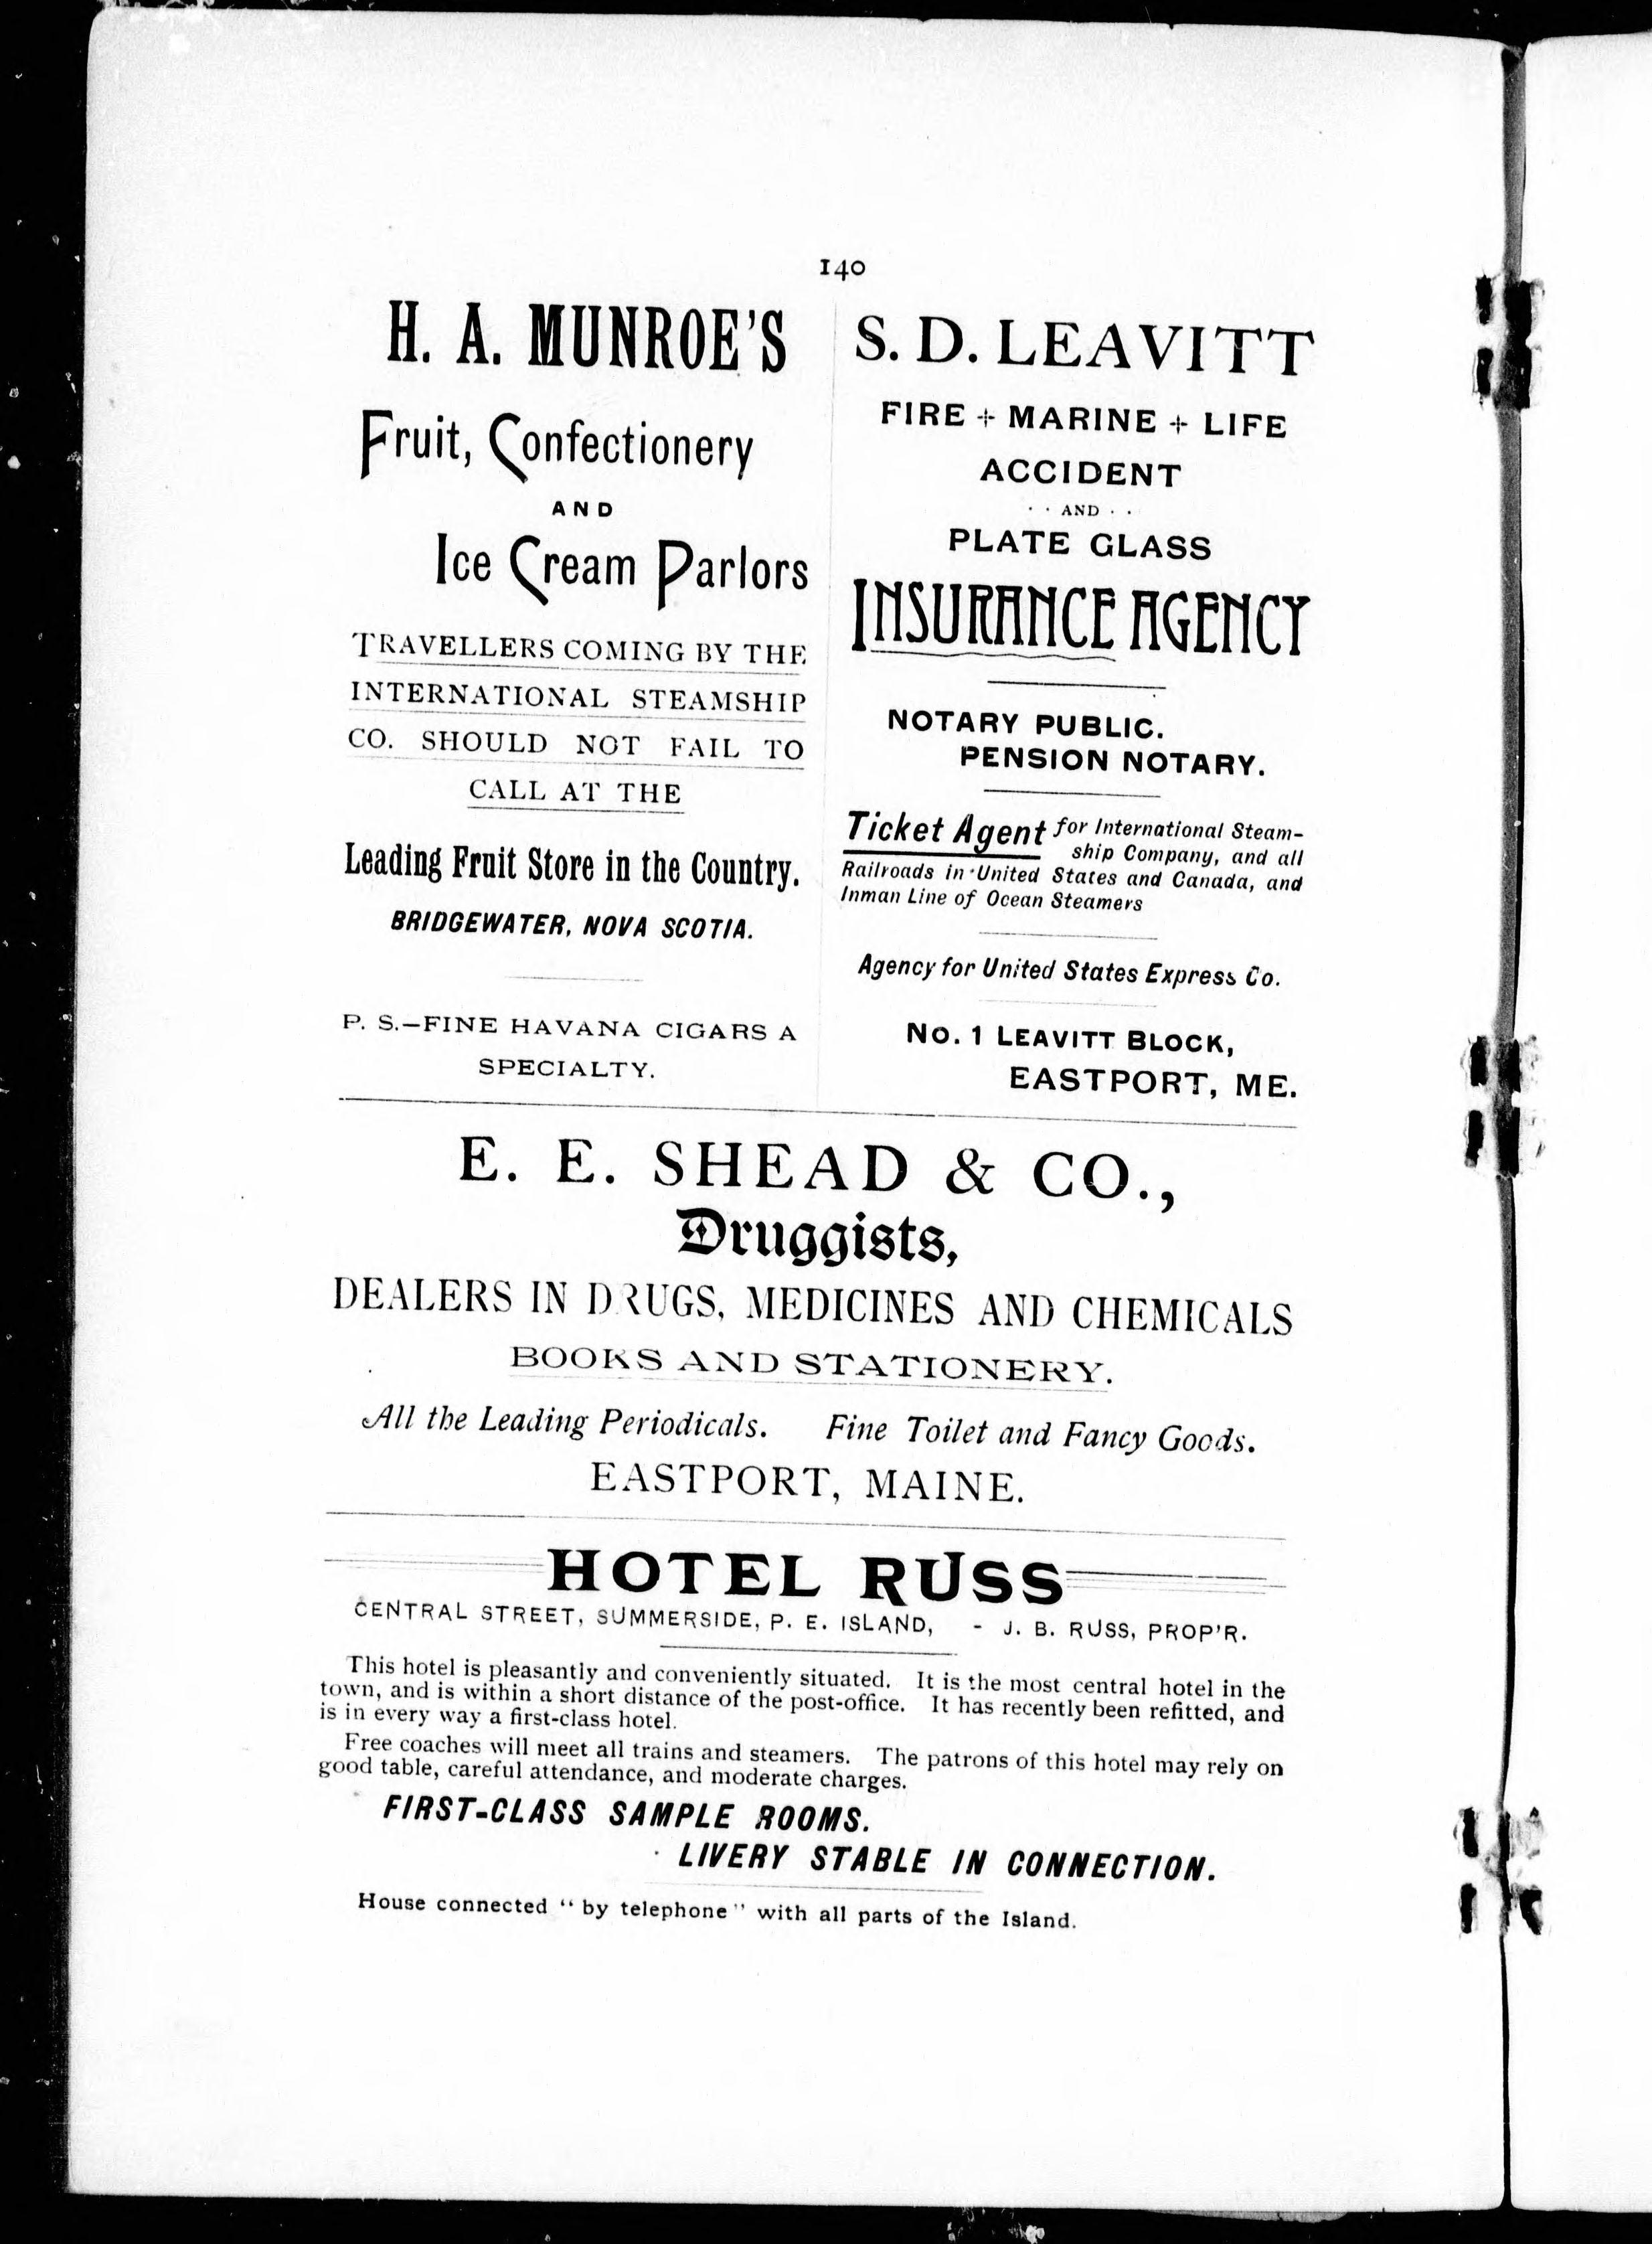 140
H. A. MUNROE'S
Fruit, Confectionery
AND
Ice Cream Parlors
TRAVELLERS COMING BY THE
INTERNATIONAL STEAMSHIP
CO. SHOULD NOT FAIL TO
CALL AT THE
Leading Fruit Store in the Country.
BRIDGEWATER, NOVA SCOTIA.
P. S.—FINE HAVANA CIGARS A
SPECIALTY.
S. D. LEAVITT
FIRE + MARINE + LIFE
ACCIDENT
· · AND · ·
PLATE GLASS
INSURANCE AGENCY
NOTARY PUBLIC.
PENSION NOTARY.
Ticket Agent for International Steam-
ship Company, and all
Railroads in United States and Canada, and
Inman Line of Ocean Steamers
Agency for United States Express Co.
No. 1 LEAVITT BLOCK,
EASTPORT, ME.
E. E. SHEAD & CO.,
Druggists,
DEALERS IN DRUGS, MEDICINES AND CHEMICALS
BOOKS AND STATIONERY.
All the Leading Periodicals. Fine Toilet and Fancy Goods.
EASTPORT, MAINE.
HOTEL RUSS
CENTRAL STREET, SUMMERSIDE, P. E. ISLAND, - J. B. RUSS, PROP'R.
This hotel is pleasantly and conveniently situated. It is the most central hotel in the
town, and is within a short distance of the post-office. It has recently been refitted, and
is in every way a first-class hotel.
Free coaches will meet all trains and steamers. The patrons of this hotel may rely on
good table, careful attendance, and moderate charges.
FIRST-CLASS SAMPLE ROOMS.
LIVERY STABLE IN CONNECTION.
House connected "by telephone" with all parts of the Island.